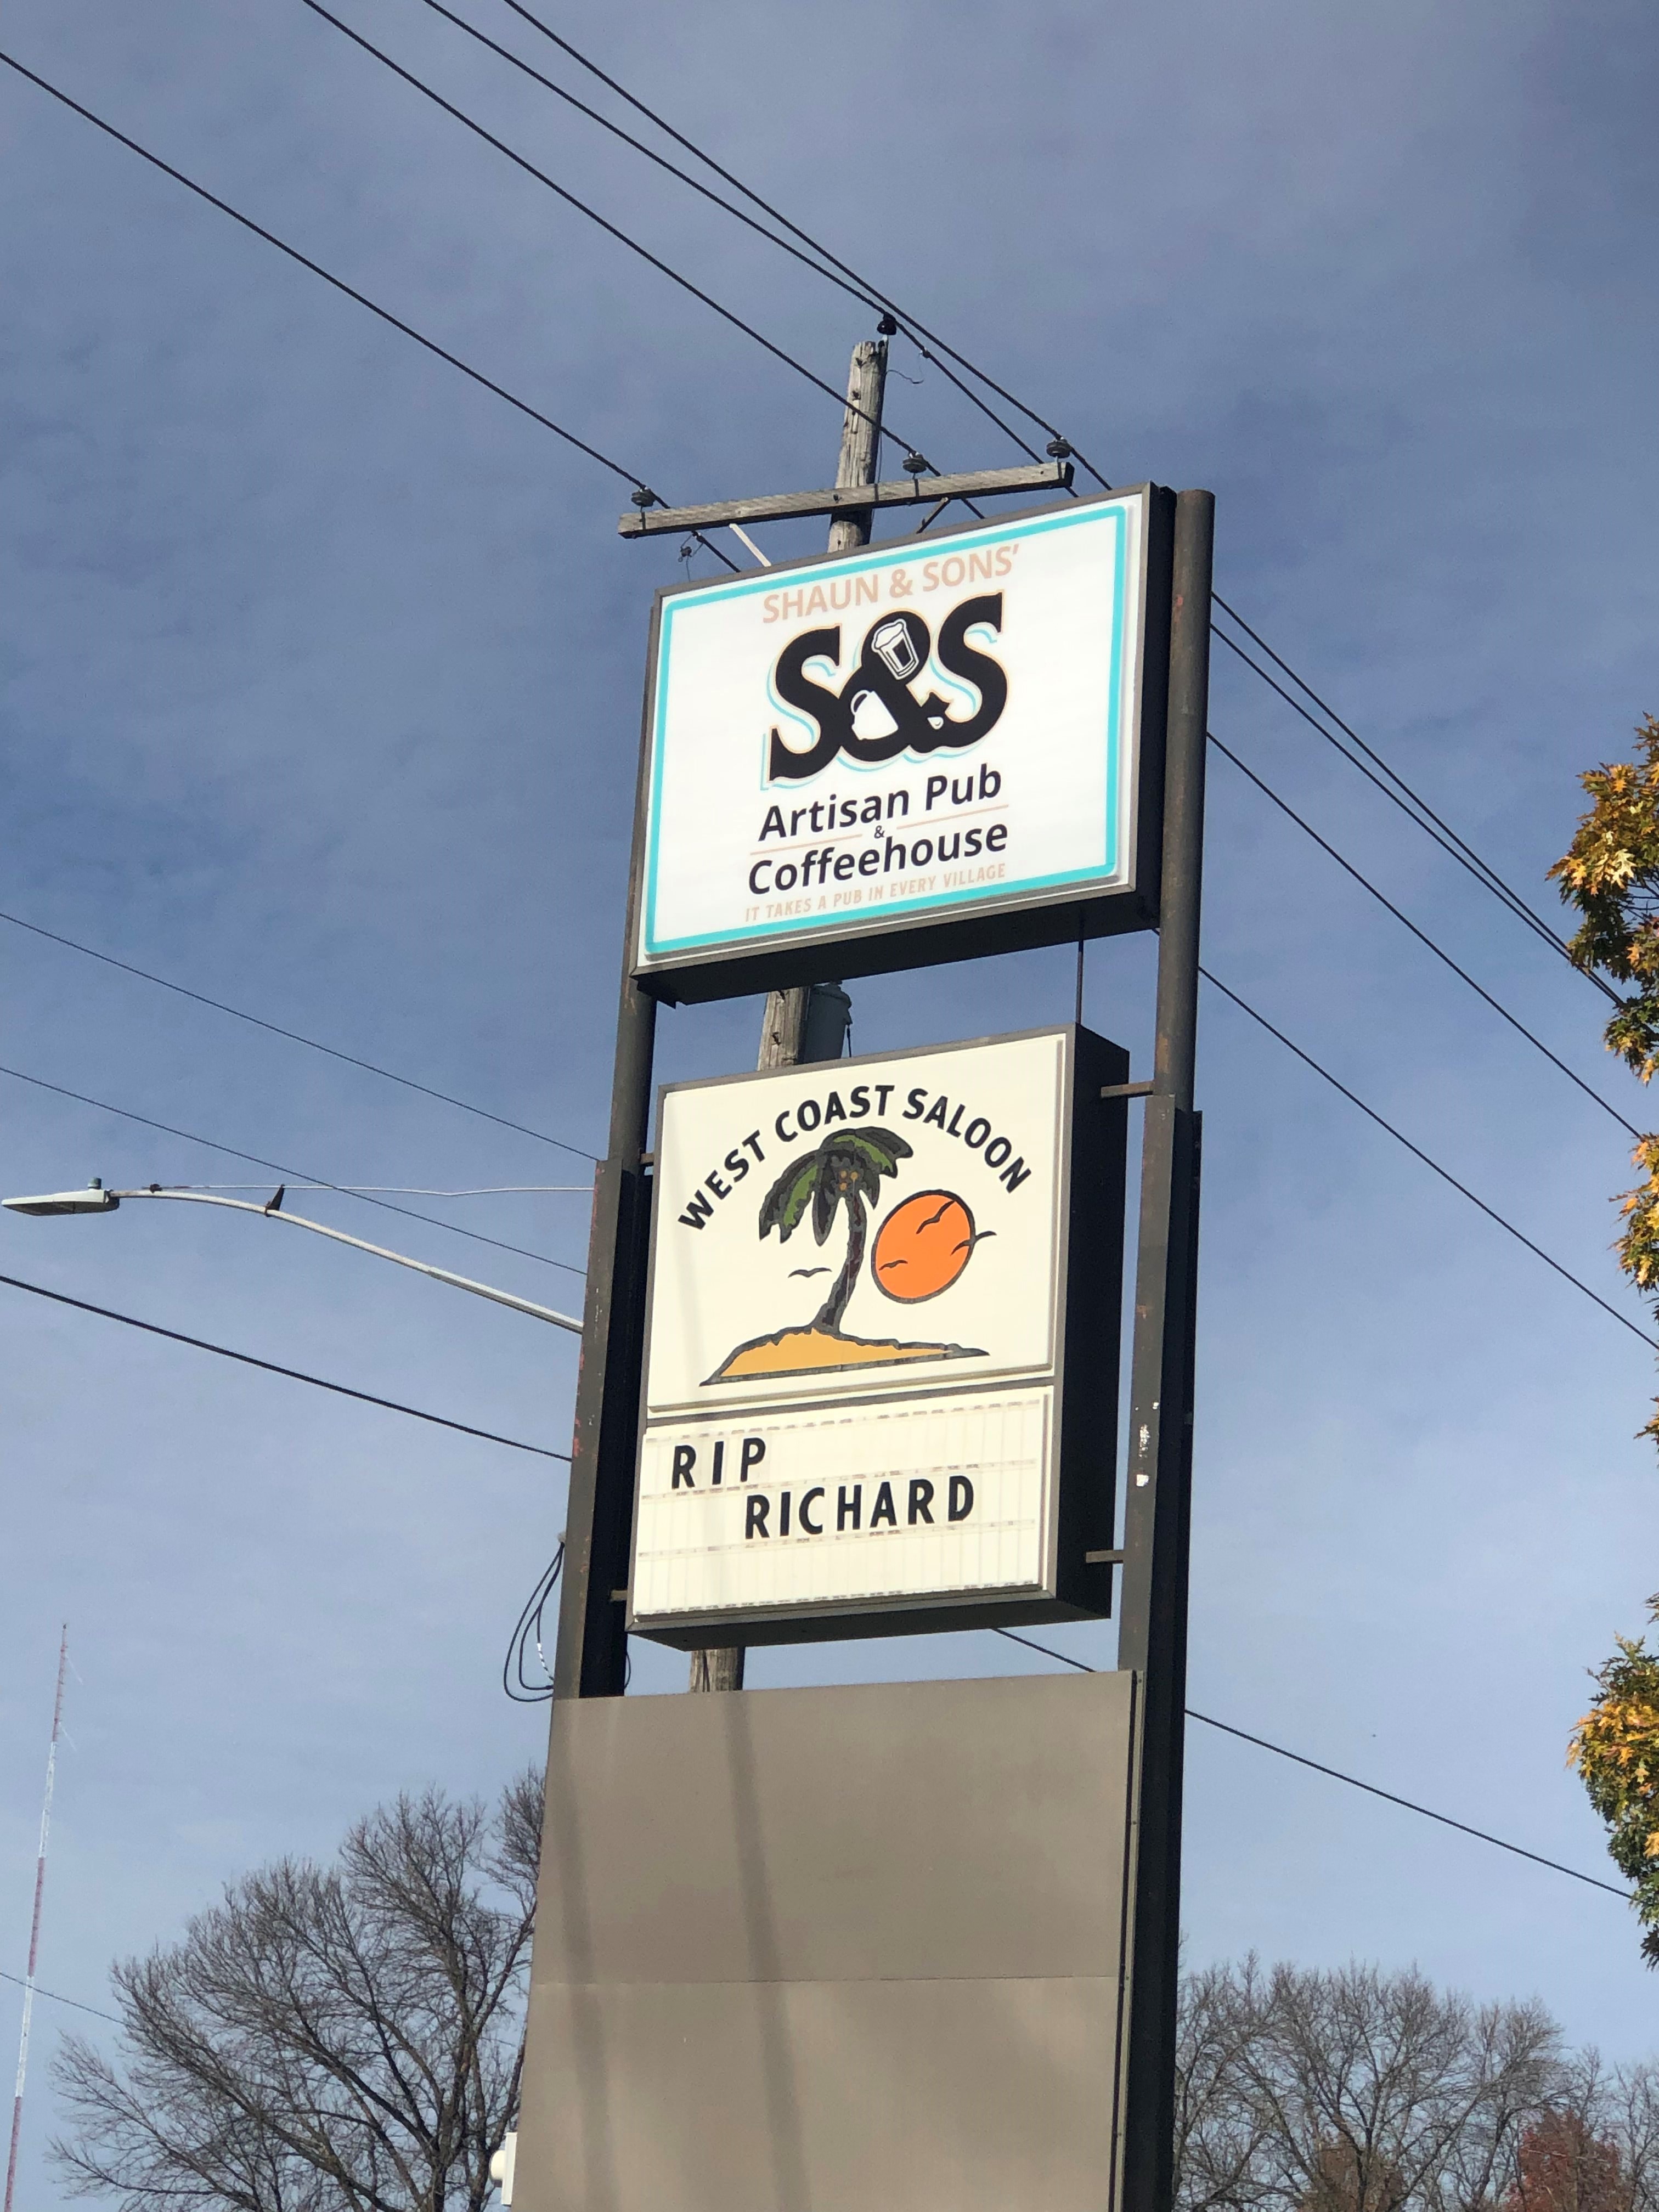 SHAUN & SONS'
S&S
Artisan Pub
&
Coffeehouse
IT TAKES A PUB IN EVERY VILLAGE
WEST COAST SALOON
RIP
RICHARD